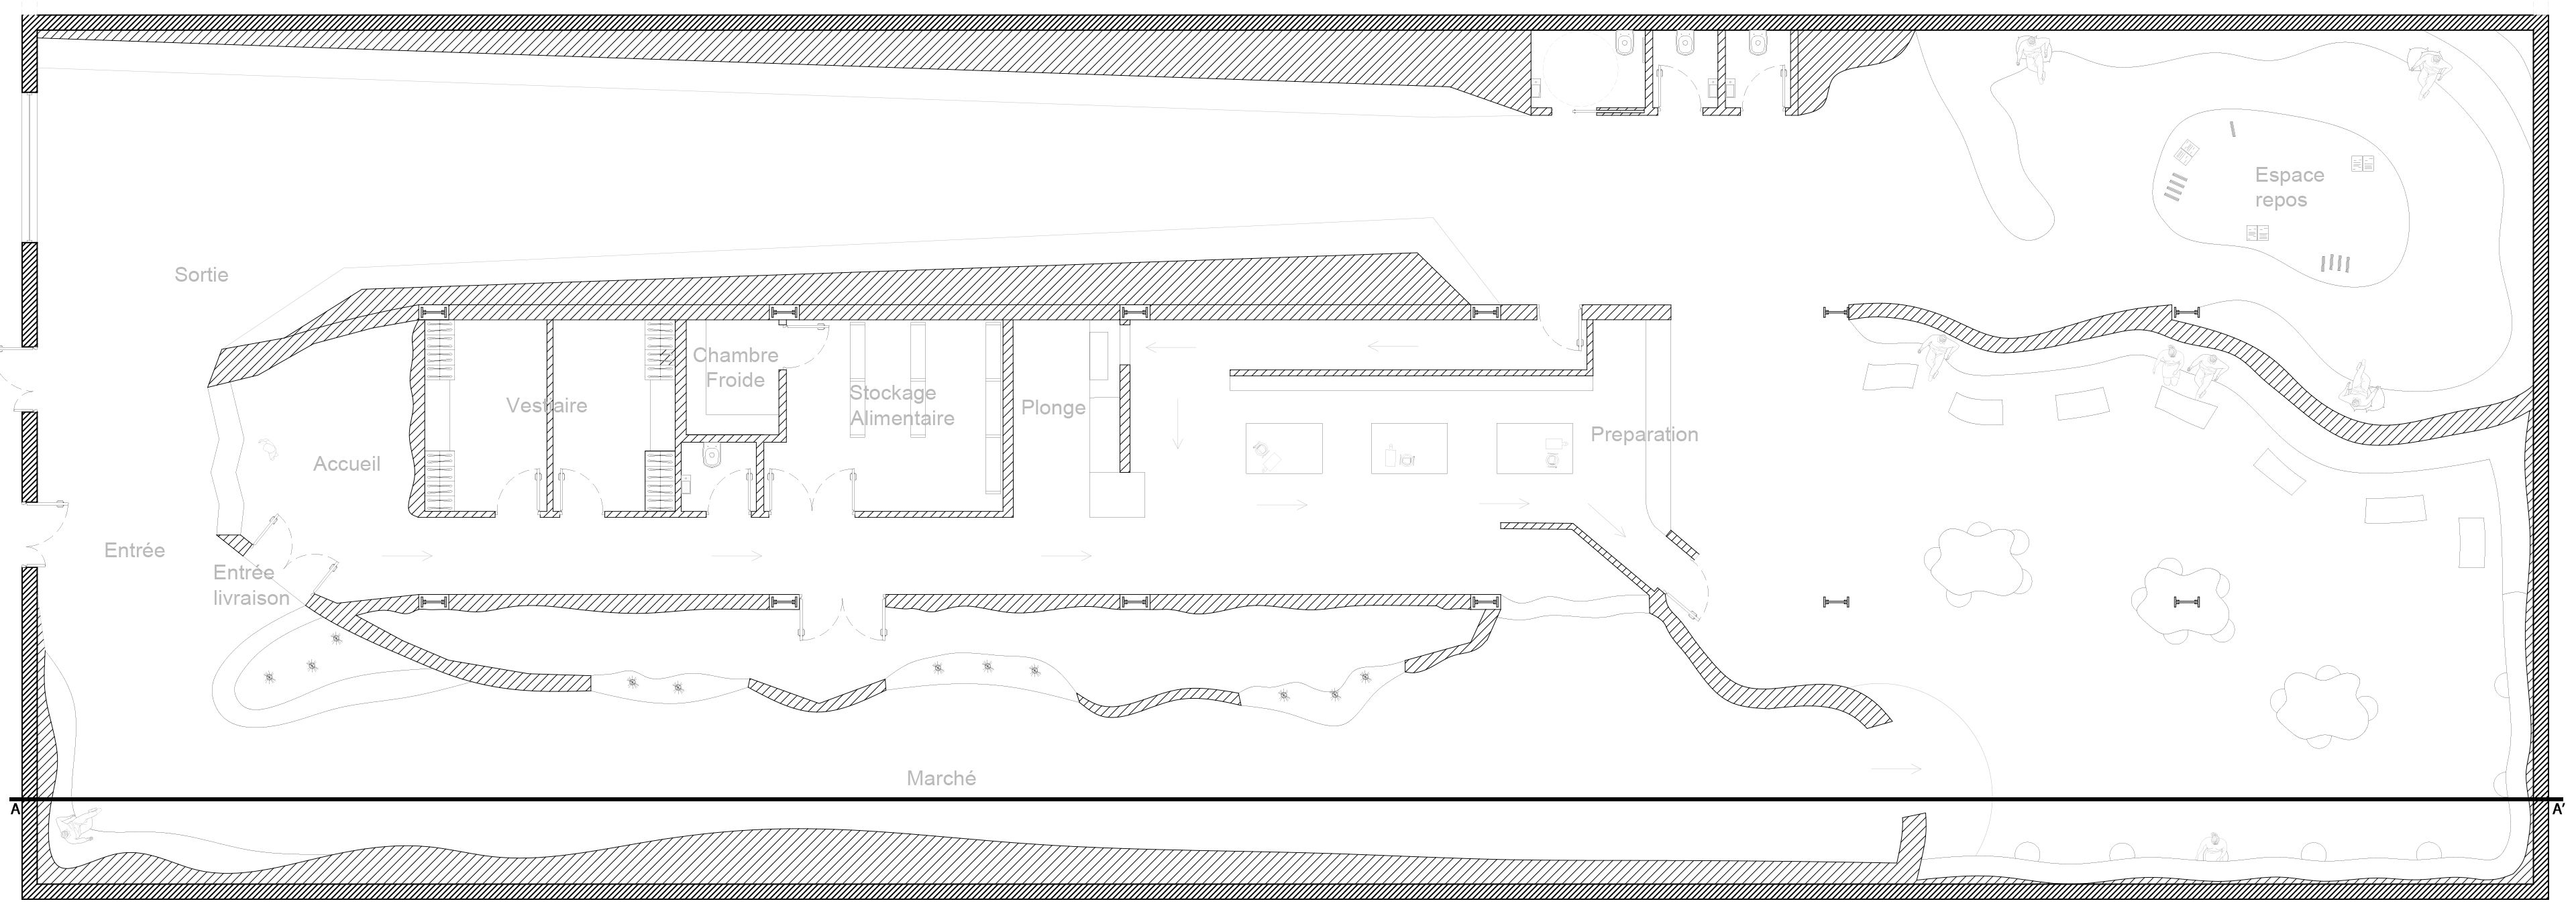 Espace
repos
Sortie
Chambre
Froide
Stockage
Alimentaire
Vestiaire
Plonge
Preparation
Accueil
Entrée
Entrée
livraison
Marché
A
A'